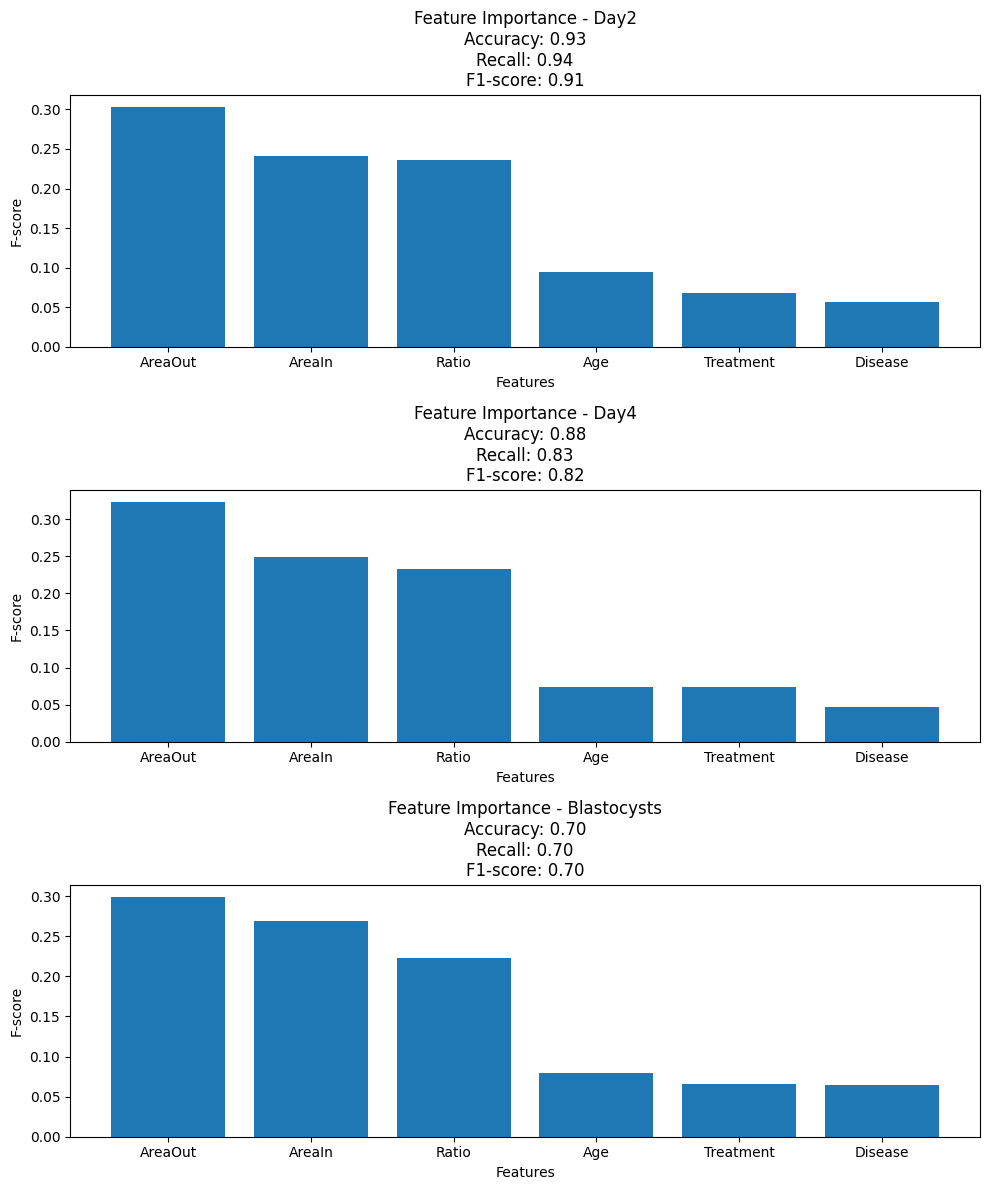 Feature Importance - Day2
Accuracy: 0.93
Recall: 0.94
F1-score: 0.91
0.30
0.25
0.20
0.15
0.10
0.05
0.00
F-score
AreaOut AreaIn Ratio Age Treatment Disease
Features
Feature Importance - Day4
Accuracy: 0.88
Recall: 0.83
F1-score: 0.82
0.30
0.25
0.20
0.15
0.10
0.05
0.00
F-score
AreaOut AreaIn Ratio Age Treatment Disease
Features
Feature Importance - Blastocysts
Accuracy: 0.70
Recall: 0.70
F1-score: 0.70
0.30
0.25
0.20
0.15
0.10
0.05
0.00
F-score
AreaOut AreaIn Ratio Age Treatment Disease
Features